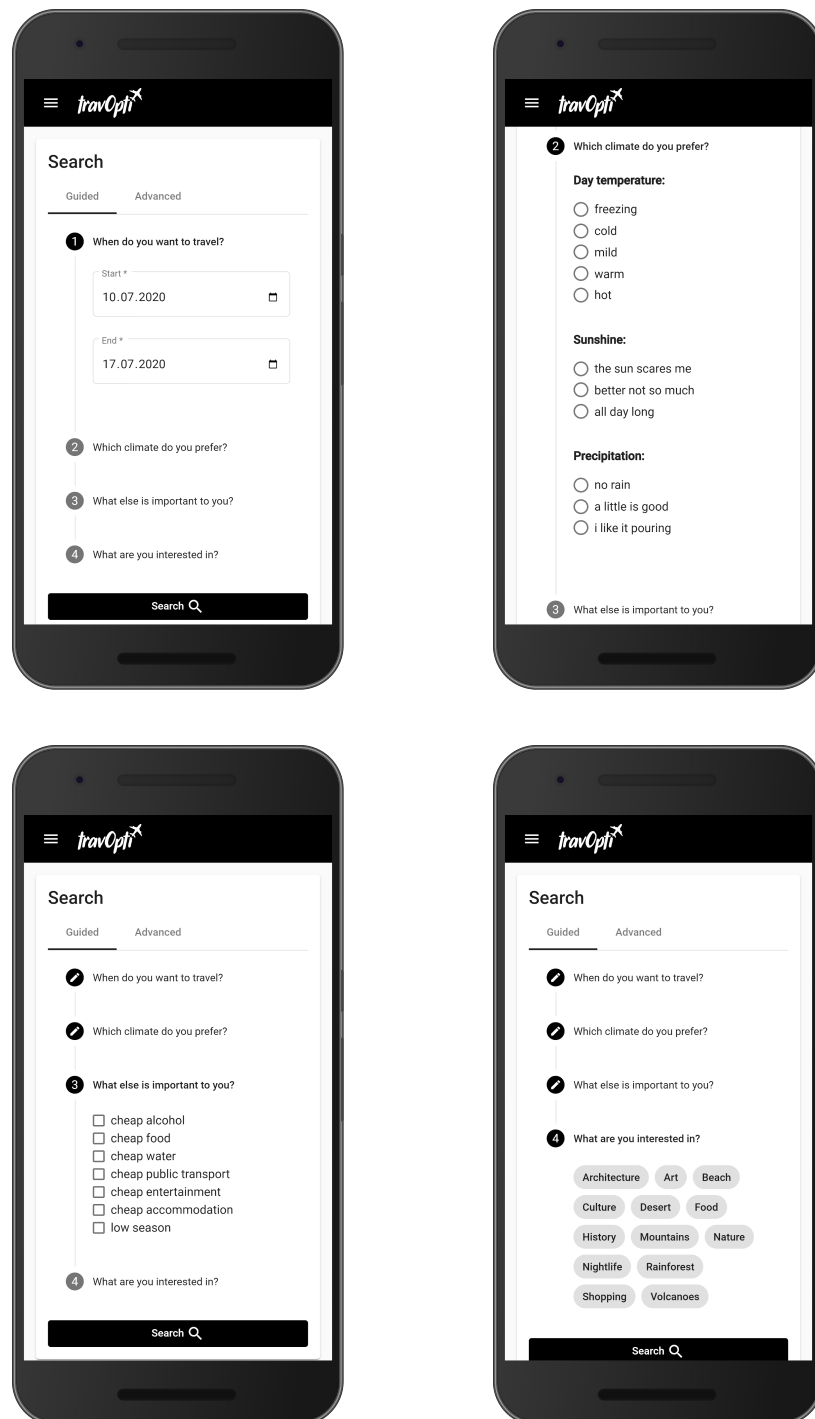 travOpti
Search
Guided Advanced
1 When do you want to travel?
Start *
10.07.2020
End *
17.07.2020
2 Which climate do you prefer?
3 What else is important to you?
4 What are you interested in?
Search
travOpti
2 Which climate do you prefer?
Day temperature:
freezing
cold
mild
warm
hot
Sunshine:
the sun scares me
better not so much
all day long
Precipitation:
no rain
a little is good
i like it pouring
3 What else is important to you?
travOpti
Search
Guided Advanced
When do you want to travel?
Which climate do you prefer?
3 What else is important to you?
cheap alcohol
cheap food
cheap water
cheap public transport
cheap entertainment
cheap accommodation
low season
4 What are you interested in?
Search
travOpti
Search
Guided Advanced
When do you want to travel?
Which climate do you prefer?
What else is important to you?
4 What are you interested in?
Architecture Art Beach
Culture Desert Food
History Mountains Nature
Nightlife Rainforest
Shopping Volcanoes
Search